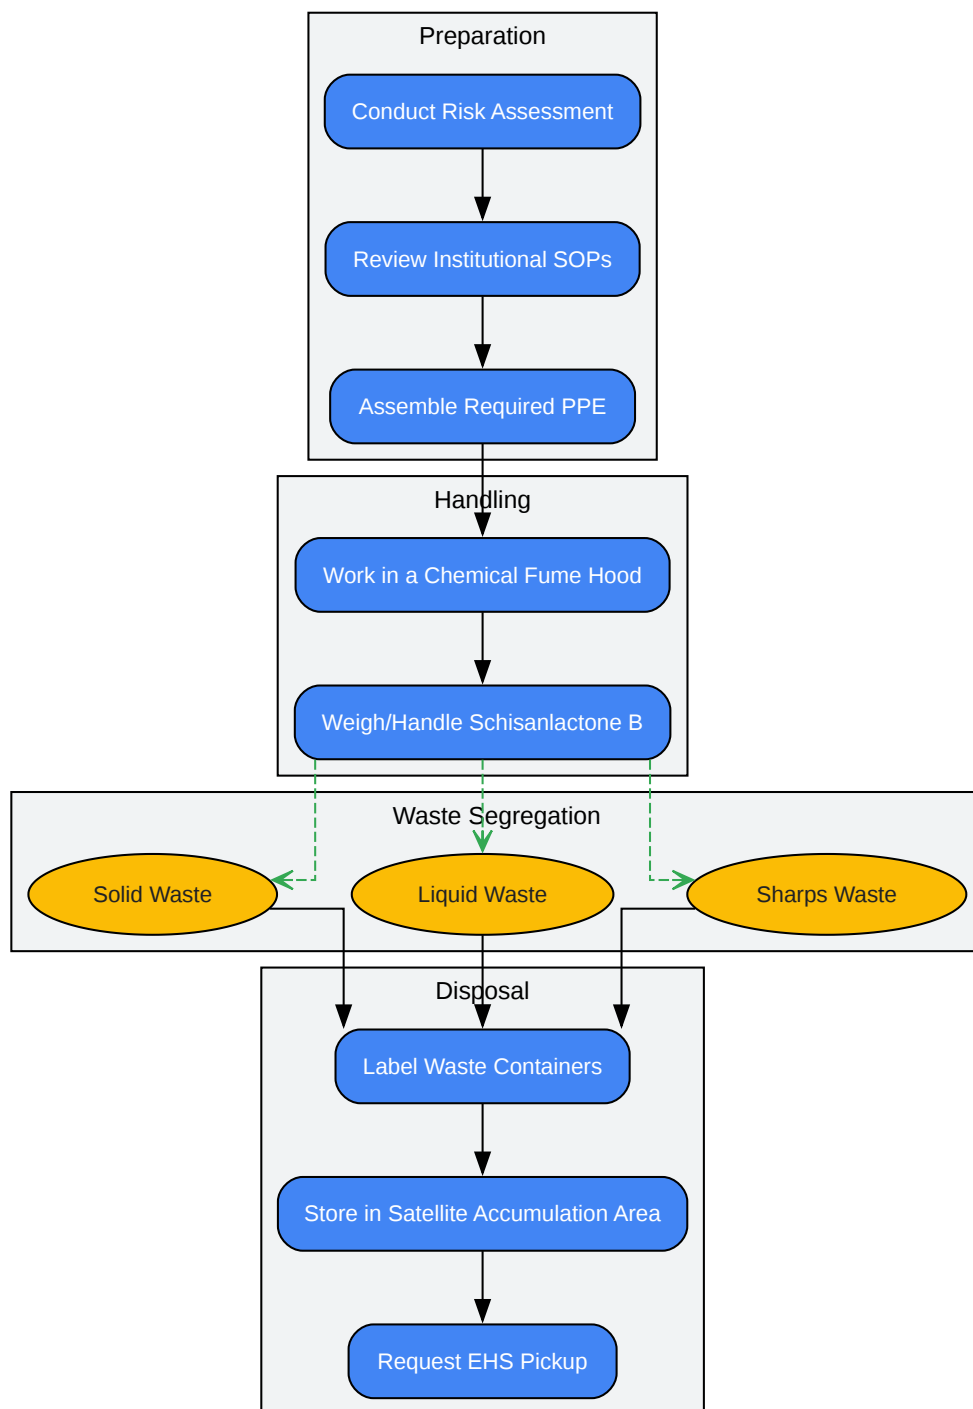 Preparation
Conduct Risk Assessment
Review Institutional SOPs
Assemble Required PPE
Handling
Work in a Chemical Fume Hood
Weigh/Handle Schisanlactone B
Waste Segregation
Solid Waste
Liquid Waste
Sharps Waste
Disposal
Label Waste Containers
Store in Satellite Accumulation Area
Request EHS Pickup